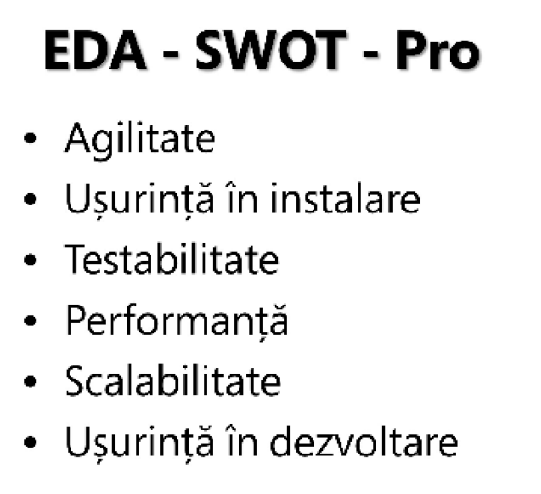 EDA - SWOT - Pro
• Agilitate
• Ușurință în instalare
• Testabilitate
• Performanță
• Scalabilitate
• Ușurință în dezvoltare